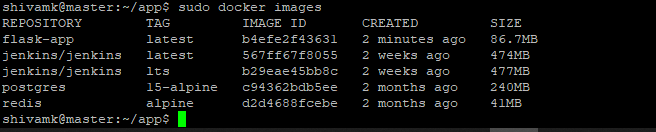 shivamk@master:~/app$ sudo docker images
REPOSITORY TAG IMAGE ID CREATED SIZE
flask-app latest b4efe2f43631 2 minutes ago 86.7MB
jenkins/jenkins latest 567ff67f8055 2 weeks ago 474MB
jenkins/jenkins lts b29eae45bb8c 2 weeks ago 477MB
postgres 15-alpine c94362bdb5ee 2 months ago 240MB
redis alpine d2d4688fcebe 2 months ago 41MB
shivamk@master:~/app$